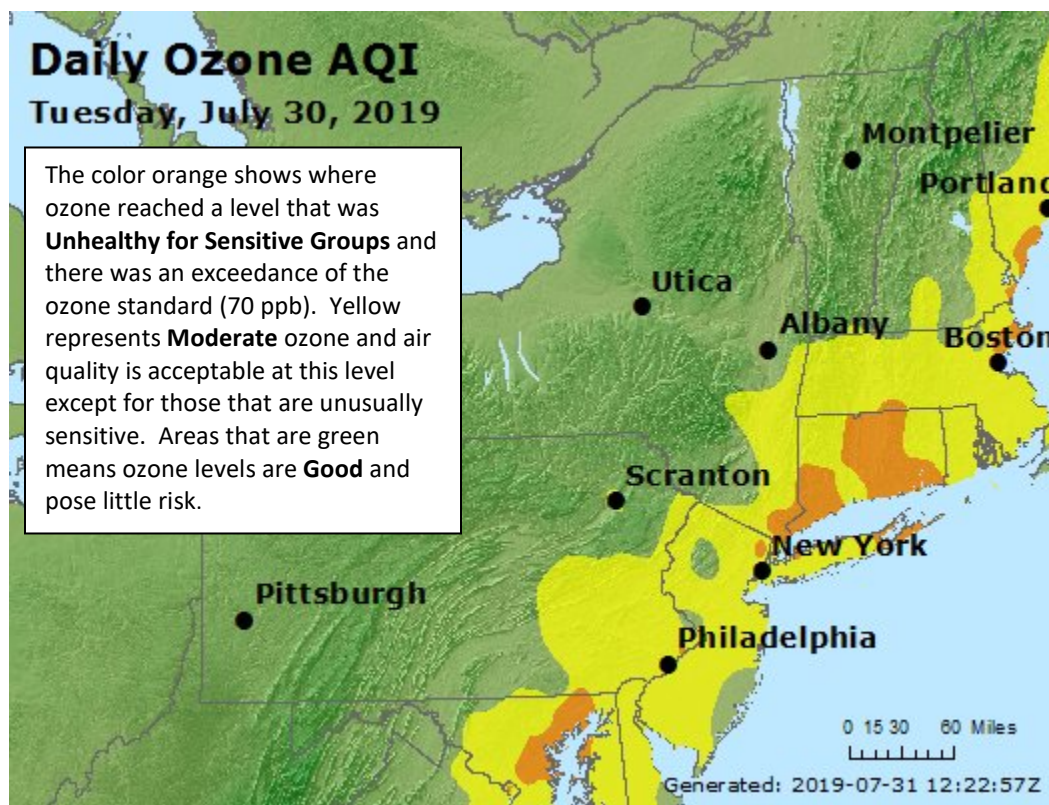 Daily Ozone AQI
Tuesday, July 30, 2019
The color orange shows where
ozone reached a level that was
Unhealthy for Sensitive Groups and
there was an exceedance of the
ozone standard (70 ppb).  Yellow
represents Moderate ozone and air
quality is acceptable at this level
except for those that are unusually
sensitive.  Areas that are green
means ozone levels are Good and
pose little risk.
Montpelier
Portland
Utica
Albany
Boston
Scranton
New York
Pittsburgh
Philadelphia
0 15 30 60 Miles
Generated: 2019-07-31 12:22:57Z